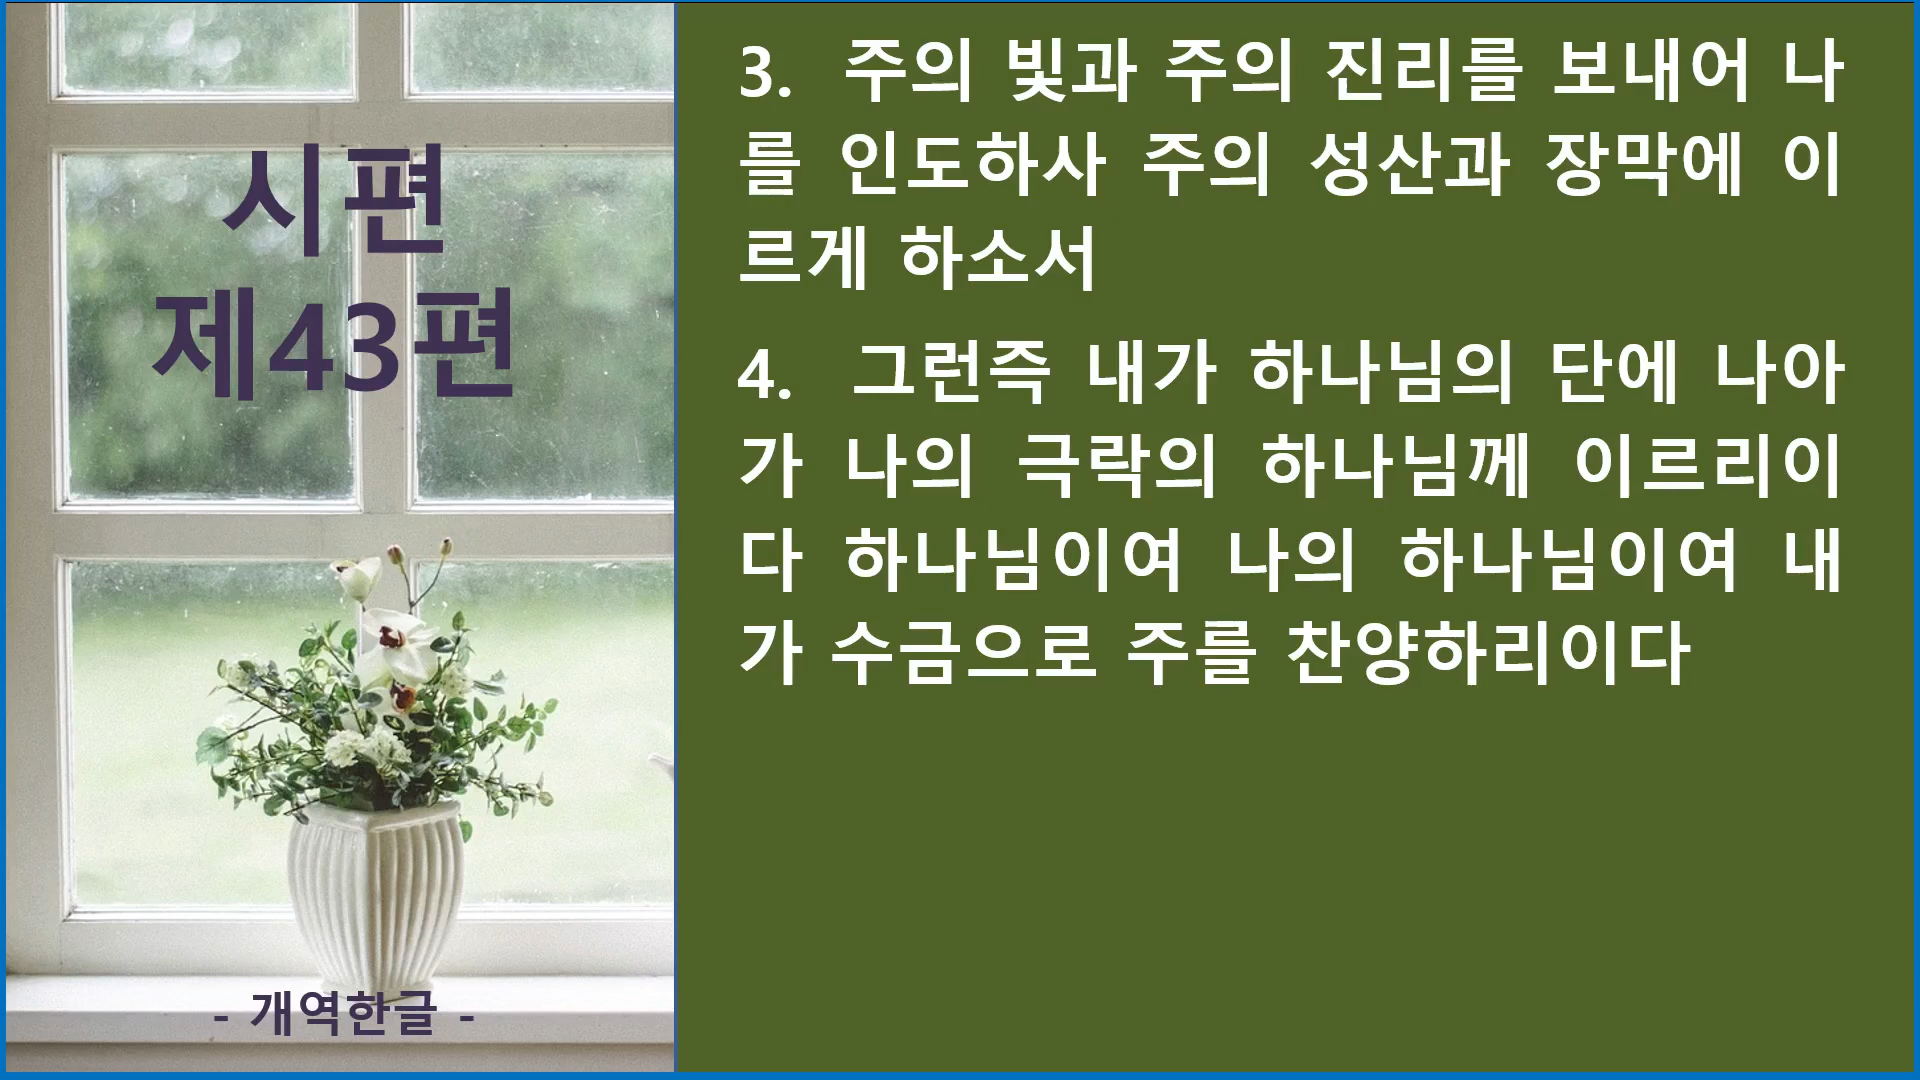 시편
제43편
- 개역한글 -
3. 주의 빛과 주의 진리를 보내어 나
를 인도하사 주의 성산과 장막에 이
르게 하소서
4. 그런즉 내가 하나님의 단에 나아
가 나의 극락의 하나님께 이르리이
다 하나님이여 나의 하나님이여 내
가 수금으로 주를 찬양하리이다